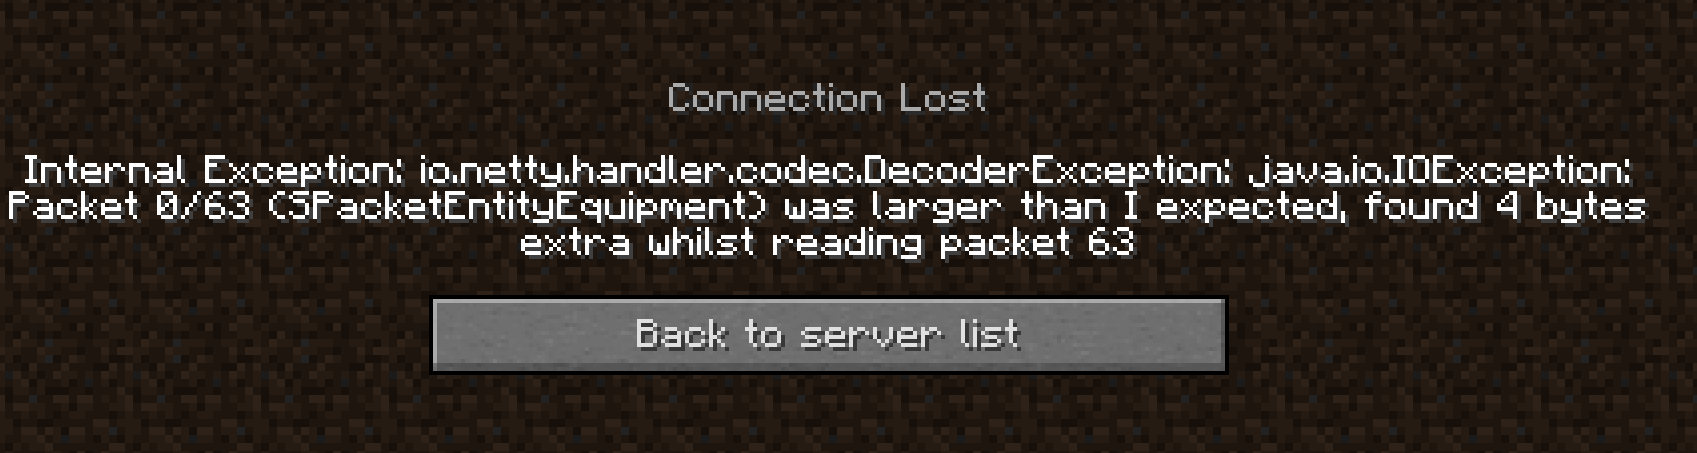 Connection Lost
Internal Exception: io.netty.handler.codec.DecoderException: java.io.IOException:
Packet 0/63 (SPacketEntityEquipment) was larger than I expected, found 4 bytes
extra whilst reading packet 63
Back to server list